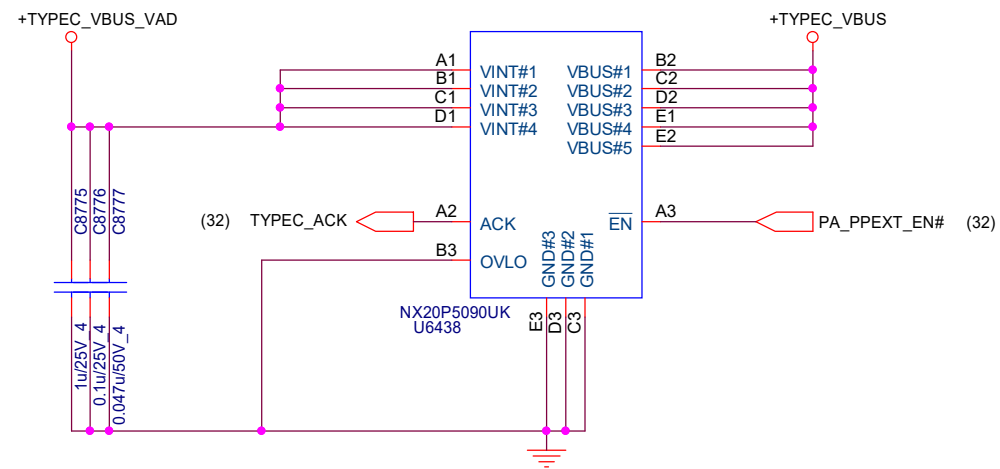 +TYPEC_VBUS_VAD
+TYPEC_VBUS
A1
VINT#1
VBUS#1
B2
B1
VINT#2
VBUS#2
C2
C1
VINT#3
VBUS#3
D2
D1
VINT#4
VBUS#4
E1
VBUS#5
E2
C8775
C8776
C8777
(32)
TYPEC_ACK
A2
ACK
EN
A3
PA_PPEXT_EN#
(32)
B3
OVLO
GND#3
GND#2
GND#1
NX20P5090UK
U6438
E3
D3
C3
1u/25V_4
0.1u/25V_4
0.047u/50V_4